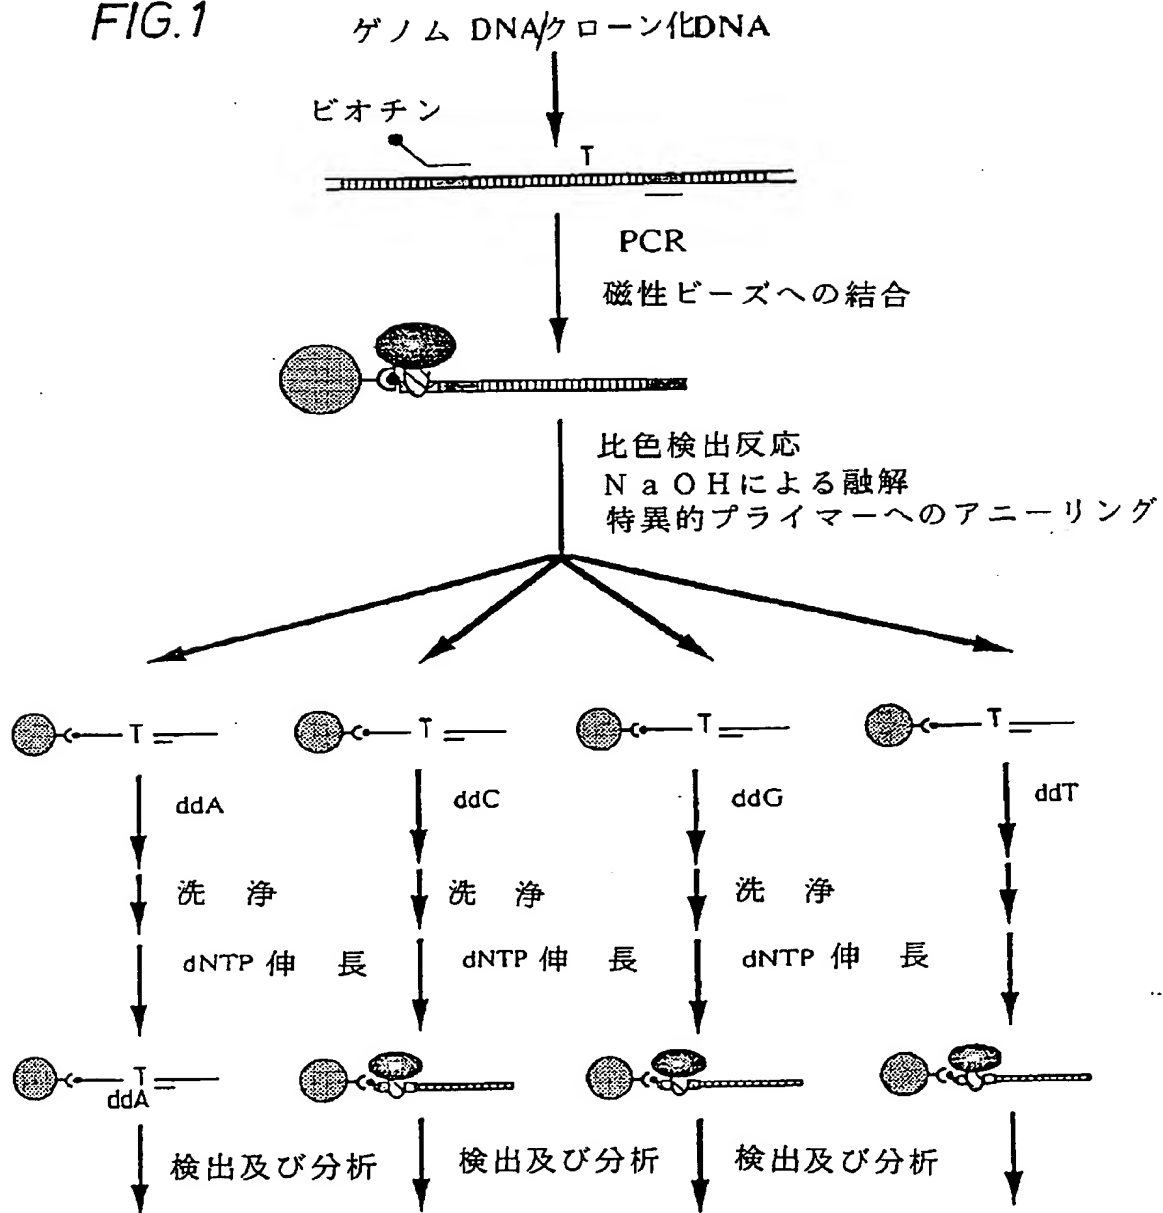 FIG.1
ゲノム DNA/クローン化DNA
ビオチン
T
PCR
磁性ビーズへの結合
比色検出反応
NaOHによる融解
特異的プライマーへのアニーリング
T T T T
ddA ddC ddG ddT
洗 浄 洗 浄 洗 浄
dNTP 伸 長 dNTP 伸 長 dNTP 伸 長
T
ddA
検出及び分析 検出及び分析 検出及び分析